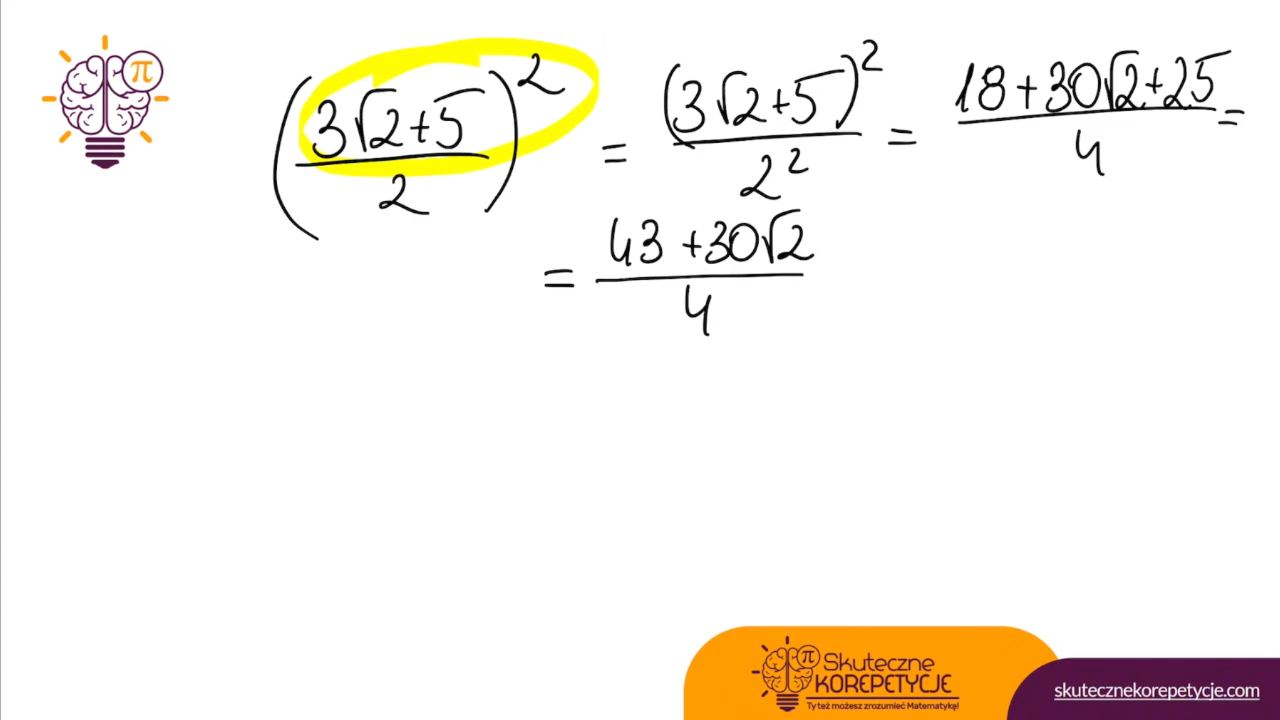 π
((3√2+5)/2)² = (3√2+5)²/2² = (18+30√2+25)/4 =
= (43+30√2)/4
π Skuteczne
KOREPETYCJE
Ty też możesz zrozumieć Matematykę!
skutecznekorepetycje.com